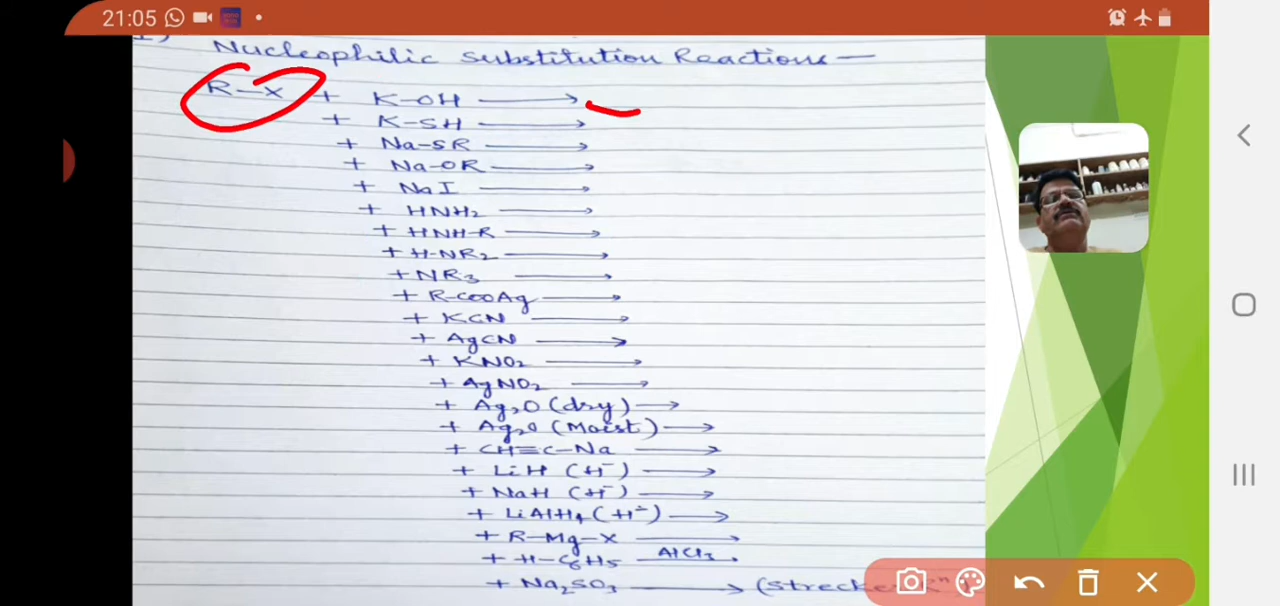 21:05
Nucleophilic Substitution Reactions—
R—X + K-OH ⟶
+ K-SH ⟶
+ Na-SR ⟶
+ Na-OR ⟶
+ NaI ⟶
+ HNH₂ ⟶
+ HNH-R ⟶
+ H-NR₂ ⟶
+ NR₃ ⟶
+ R-COOAg ⟶
+ KCN ⟶
+ AgCN ⟶
+ KNO₂ ⟶
+ AgNO₂ ⟶
+ Ag₂O (dry) ⟶
+ Ag₂O (Moist) ⟶
+ CH≡C-Na ⟶
+ LiH (H⁻) ⟶
+ NaH (H⁻) ⟶
+ LiAlH₄ (H⁻) ⟶
+ R-Mg-X ⟶
+ H-C₆H₅ AlCl₃ ⟶
+ Na₂SO₃ ⟶ (Strecker